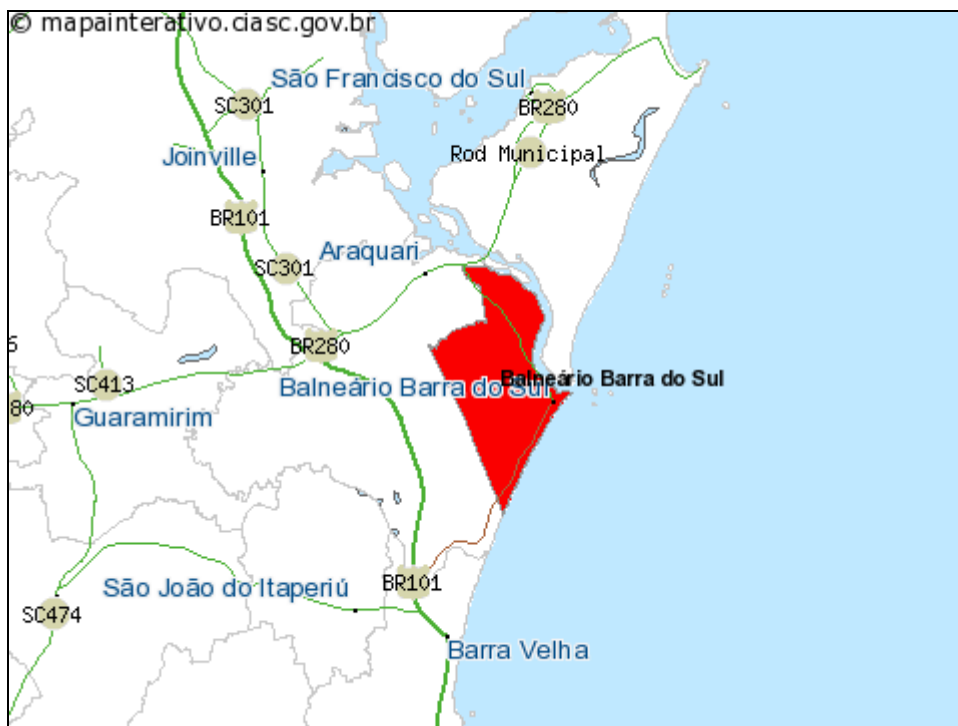 © mapainterativo.ciasc.gov.br
São Francisco do Sul
SC301
BR280
Rod Municipal
Joinville
BR101
Araquari
SC301
BR280
SC413
Balneário Barra do Sul
Balneário Barra do Sul
80
Guaramirim
BR101
São João do Itaperiú
SC474
Barra Velha